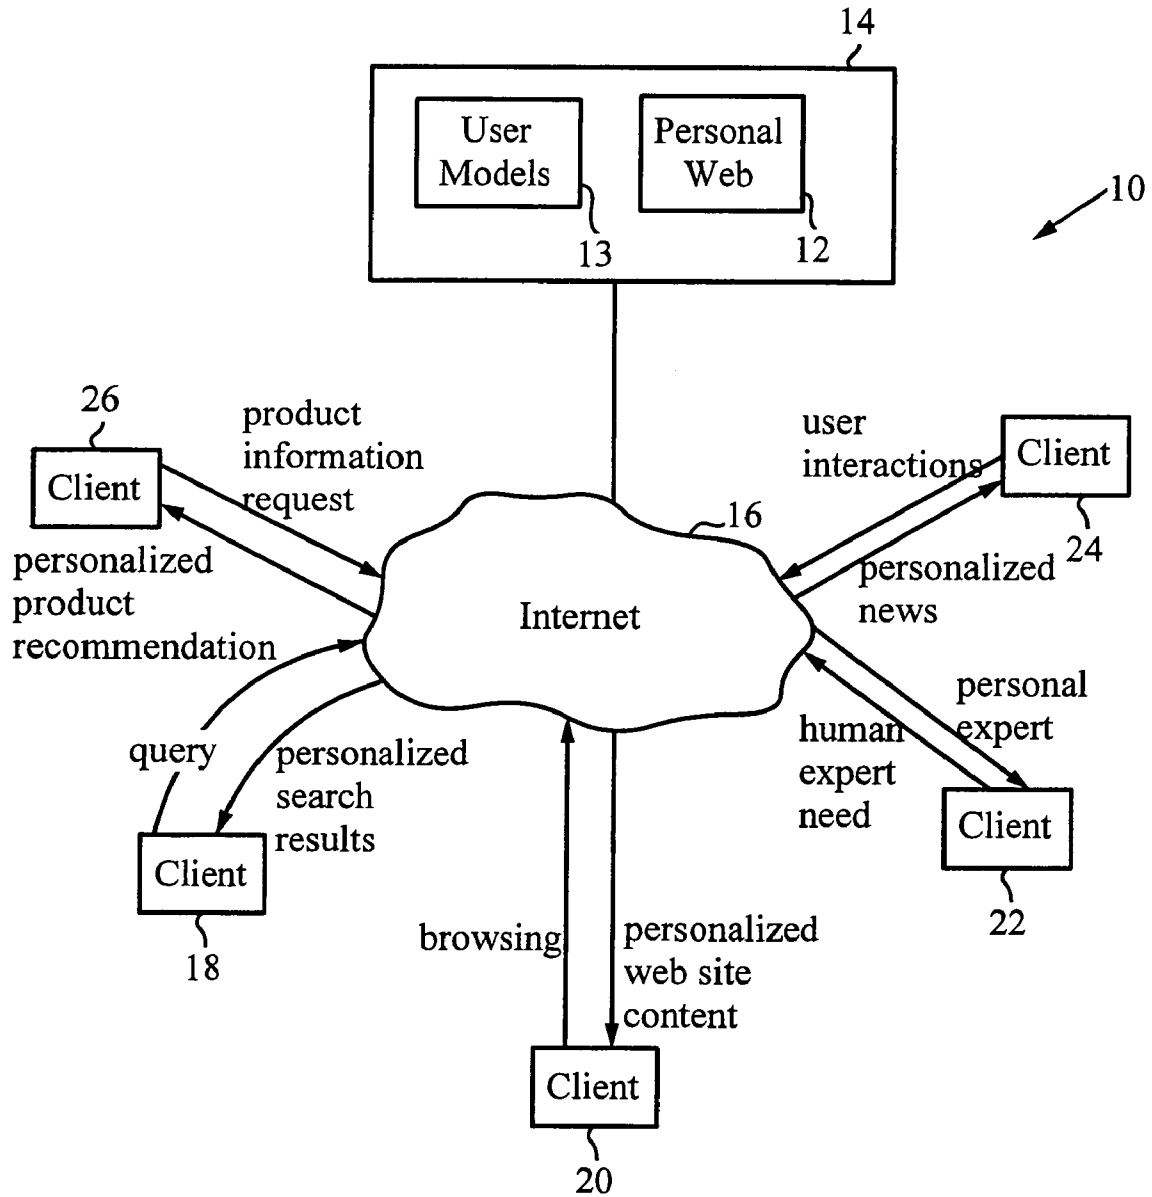 14
User
Models
Personal
Web
13
12
10
26
Client
product
information
request
personalized
product
recommendation
user
interactions
Client
24
personalized
news
16
Internet
query
personalized
search
results
Client
18
personal
expert
human
expert
need
Client
22
browsing
personalized
web site
content
Client
20